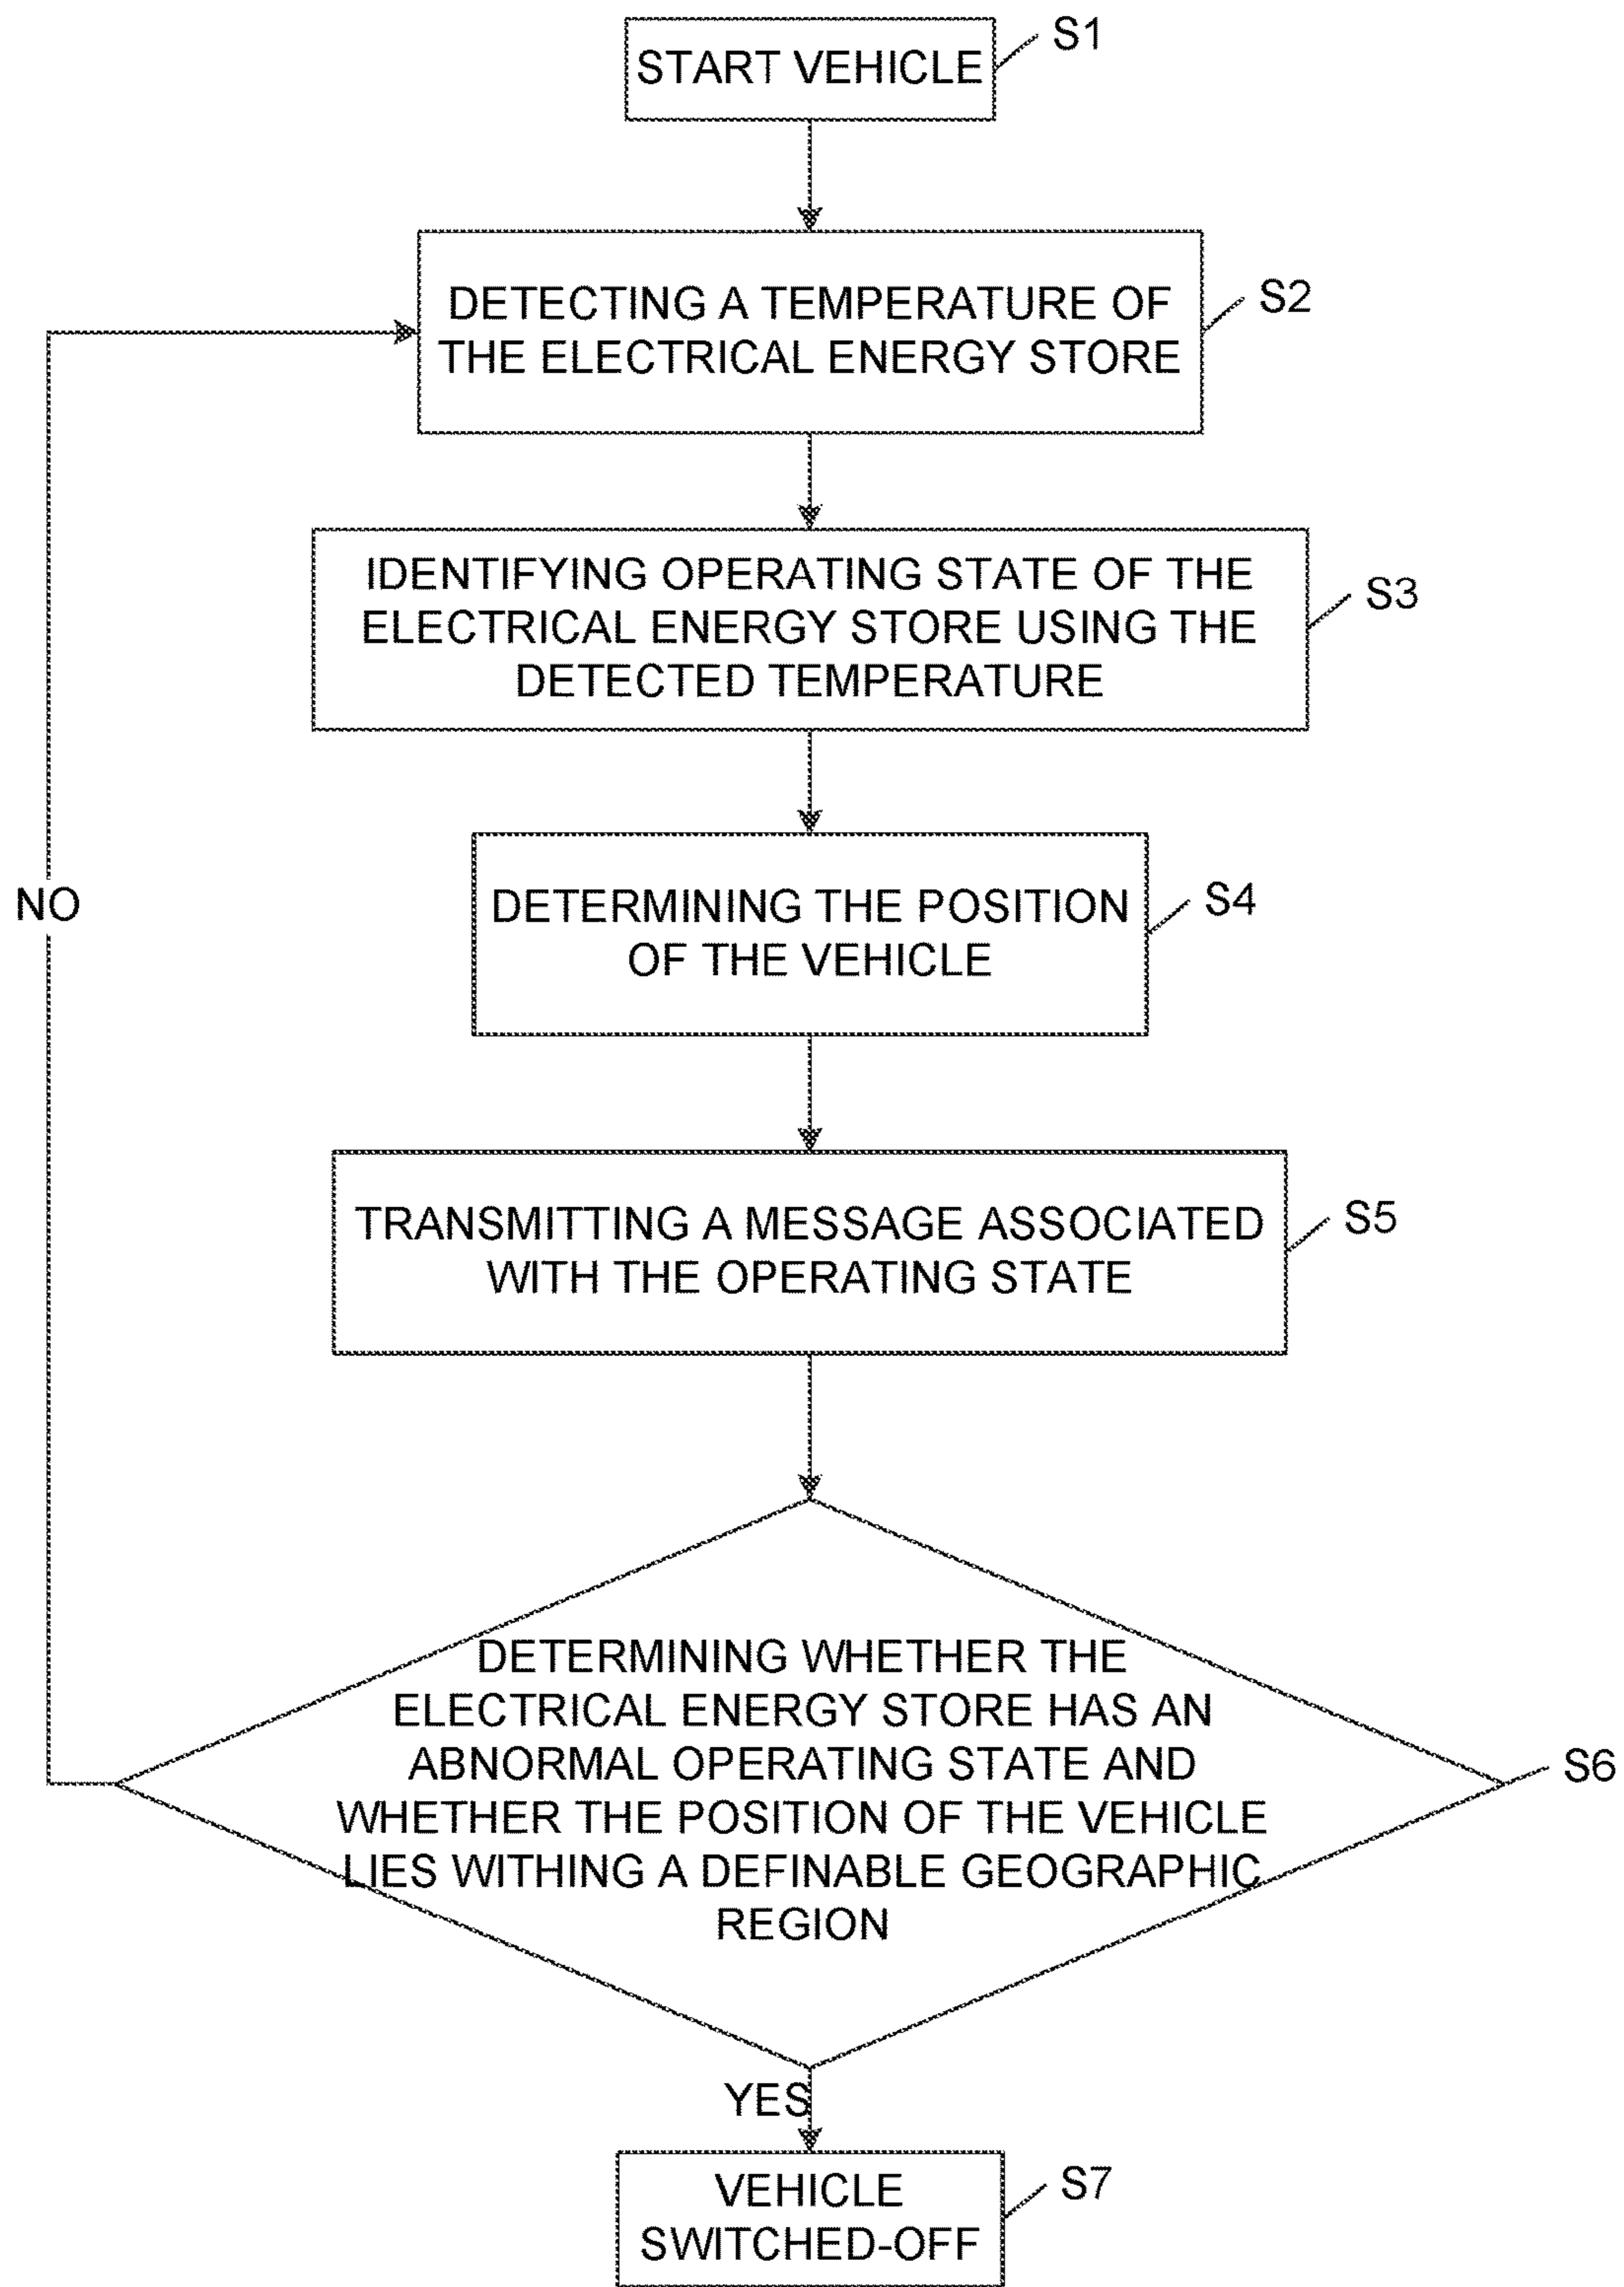 START VEHICLE
S1
DETECTING A TEMPERATURE OF
THE ELECTRICAL ENERGY STORE
S2
IDENTIFYING OPERATING STATE OF THE
ELECTRICAL ENERGY STORE USING THE
DETECTED TEMPERATURE
S3
NO
DETERMINING THE POSITION
OF THE VEHICLE
S4
TRANSMITTING A MESSAGE ASSOCIATED
WITH THE OPERATING STATE
S5
DETERMINING WHETHER THE
ELECTRICAL ENERGY STORE HAS AN
ABNORMAL OPERATING STATE AND
WHETHER THE POSITION OF THE VEHICLE
LIES WITHING A DEFINABLE GEOGRAPHIC
REGION
S6
YES
VEHICLE
SWITCHED-OFF
S7